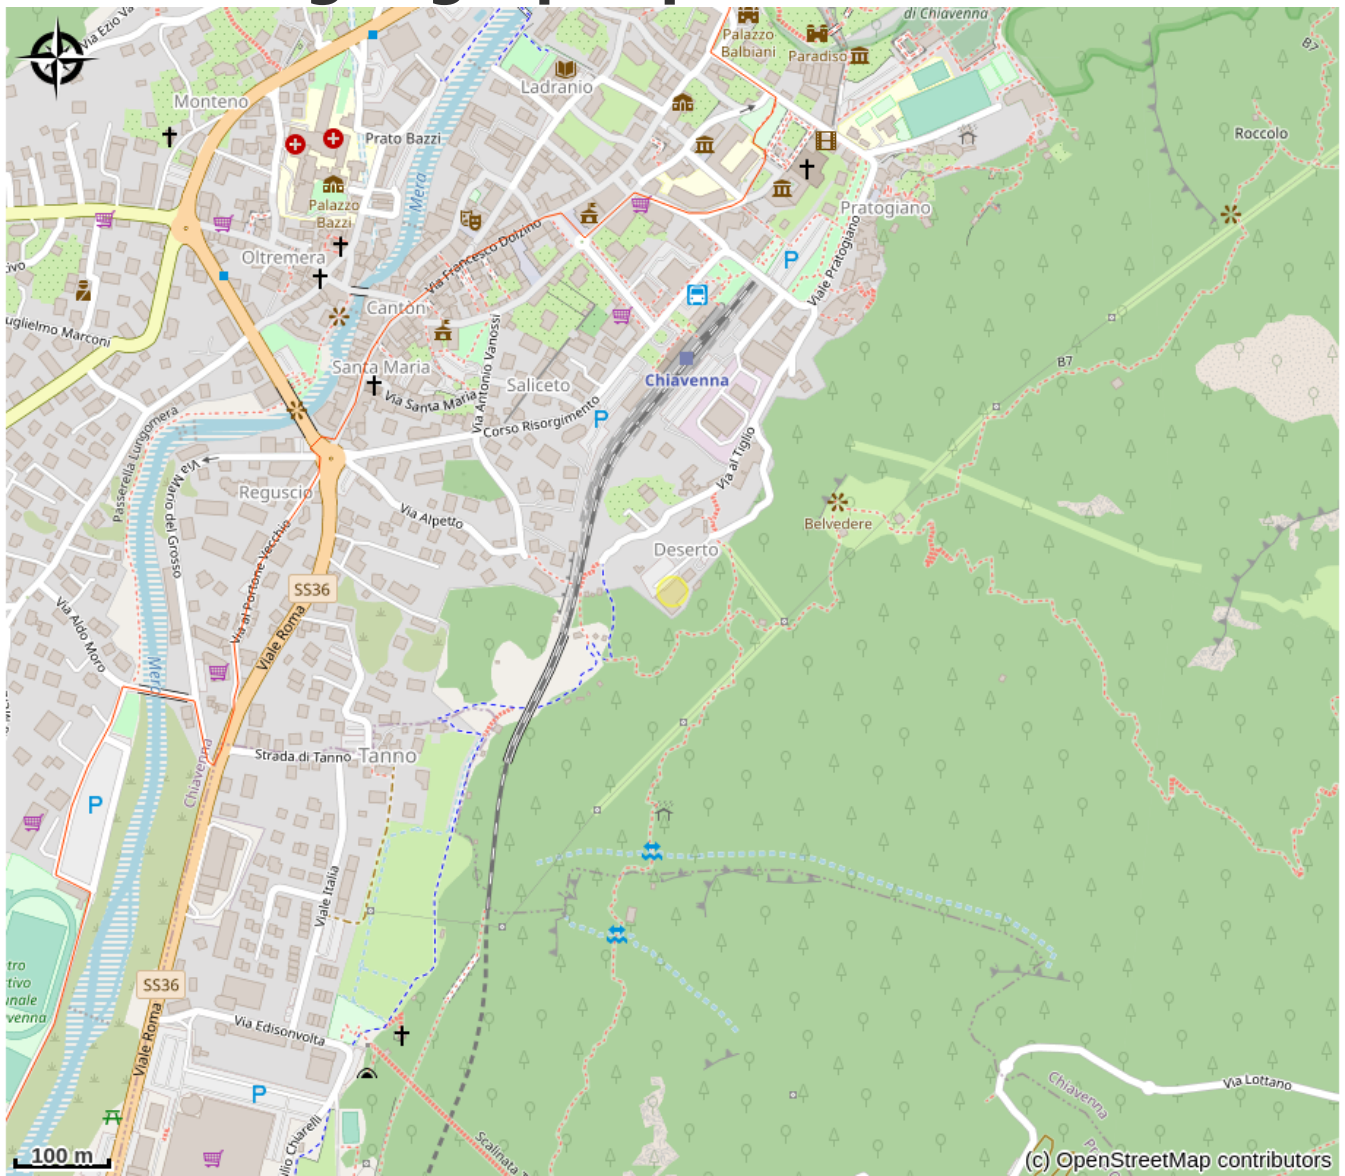 Via Ezio Va
di Chiavenna
Palazzo
Balbiani
Paradiso
B7
Ladranio
Monteno
Prato Bazzi
Roccolo
Mera
Palazzo
Bazzi
Pratogiano
Oltremera
Via Francesco Dolzino
Viale Pratogiano
P
Cantòn
uglielmo Marconi
Santa Maria
Via Antonio Vanossi
Chiavenna
B7
Saliceto
Via Santa Maria
Corso Risorgimento
P
Passerella Lungomera
Via Mario del Grosso
Reguscio
Via Alpetto
Via al Tiglio
Belvedere
Deserto
SS36
Via al Portone Vecchio
Viale Roma
Via Aldo Moro
Mera
Chiavenna
Strada di Tanno
Tanno
P
Viale Italia
SS36
Viale Roma
Via Edisonvolta
P
Chiavenna
Via Lottano
Scalinata
100 m
(c) OpenStreetMap contributors